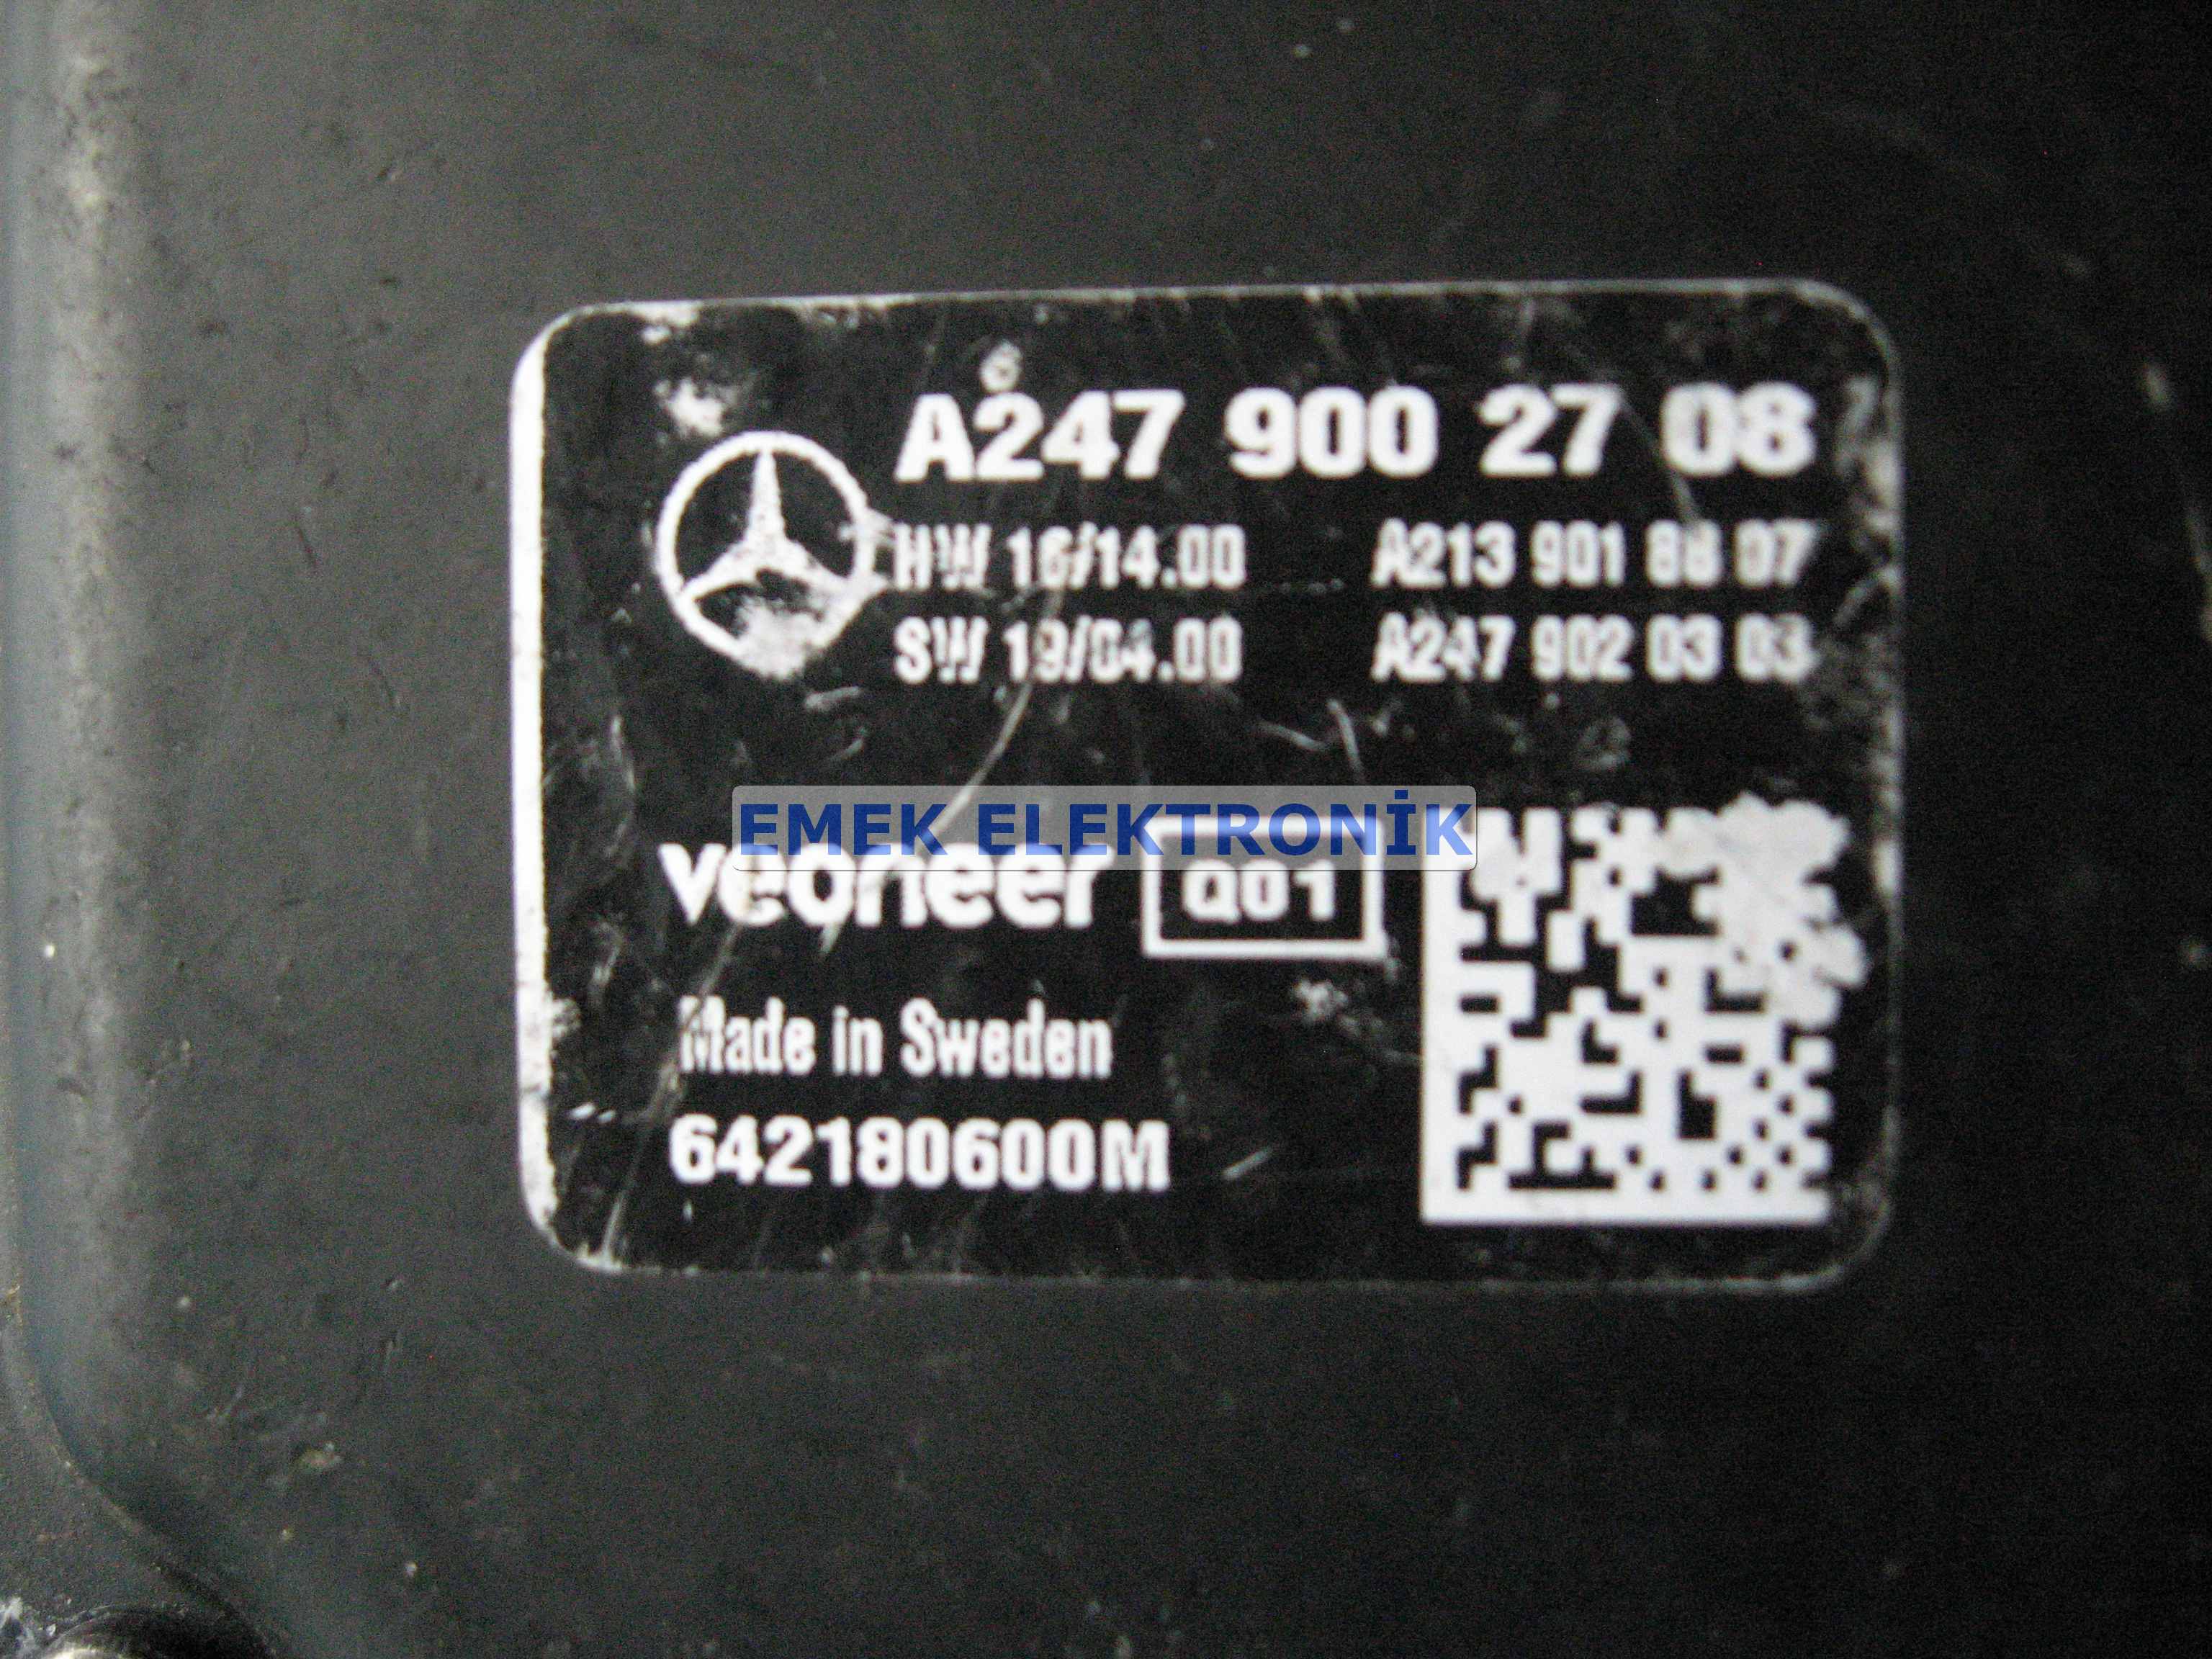 A247 900 27 08
HW 16/14.00 A213 901 88 07
SW 19/04.00 A247 902 03 03
EMEK ELEKTRONİK
veoneer Q01
Made in Sweden
642180600M